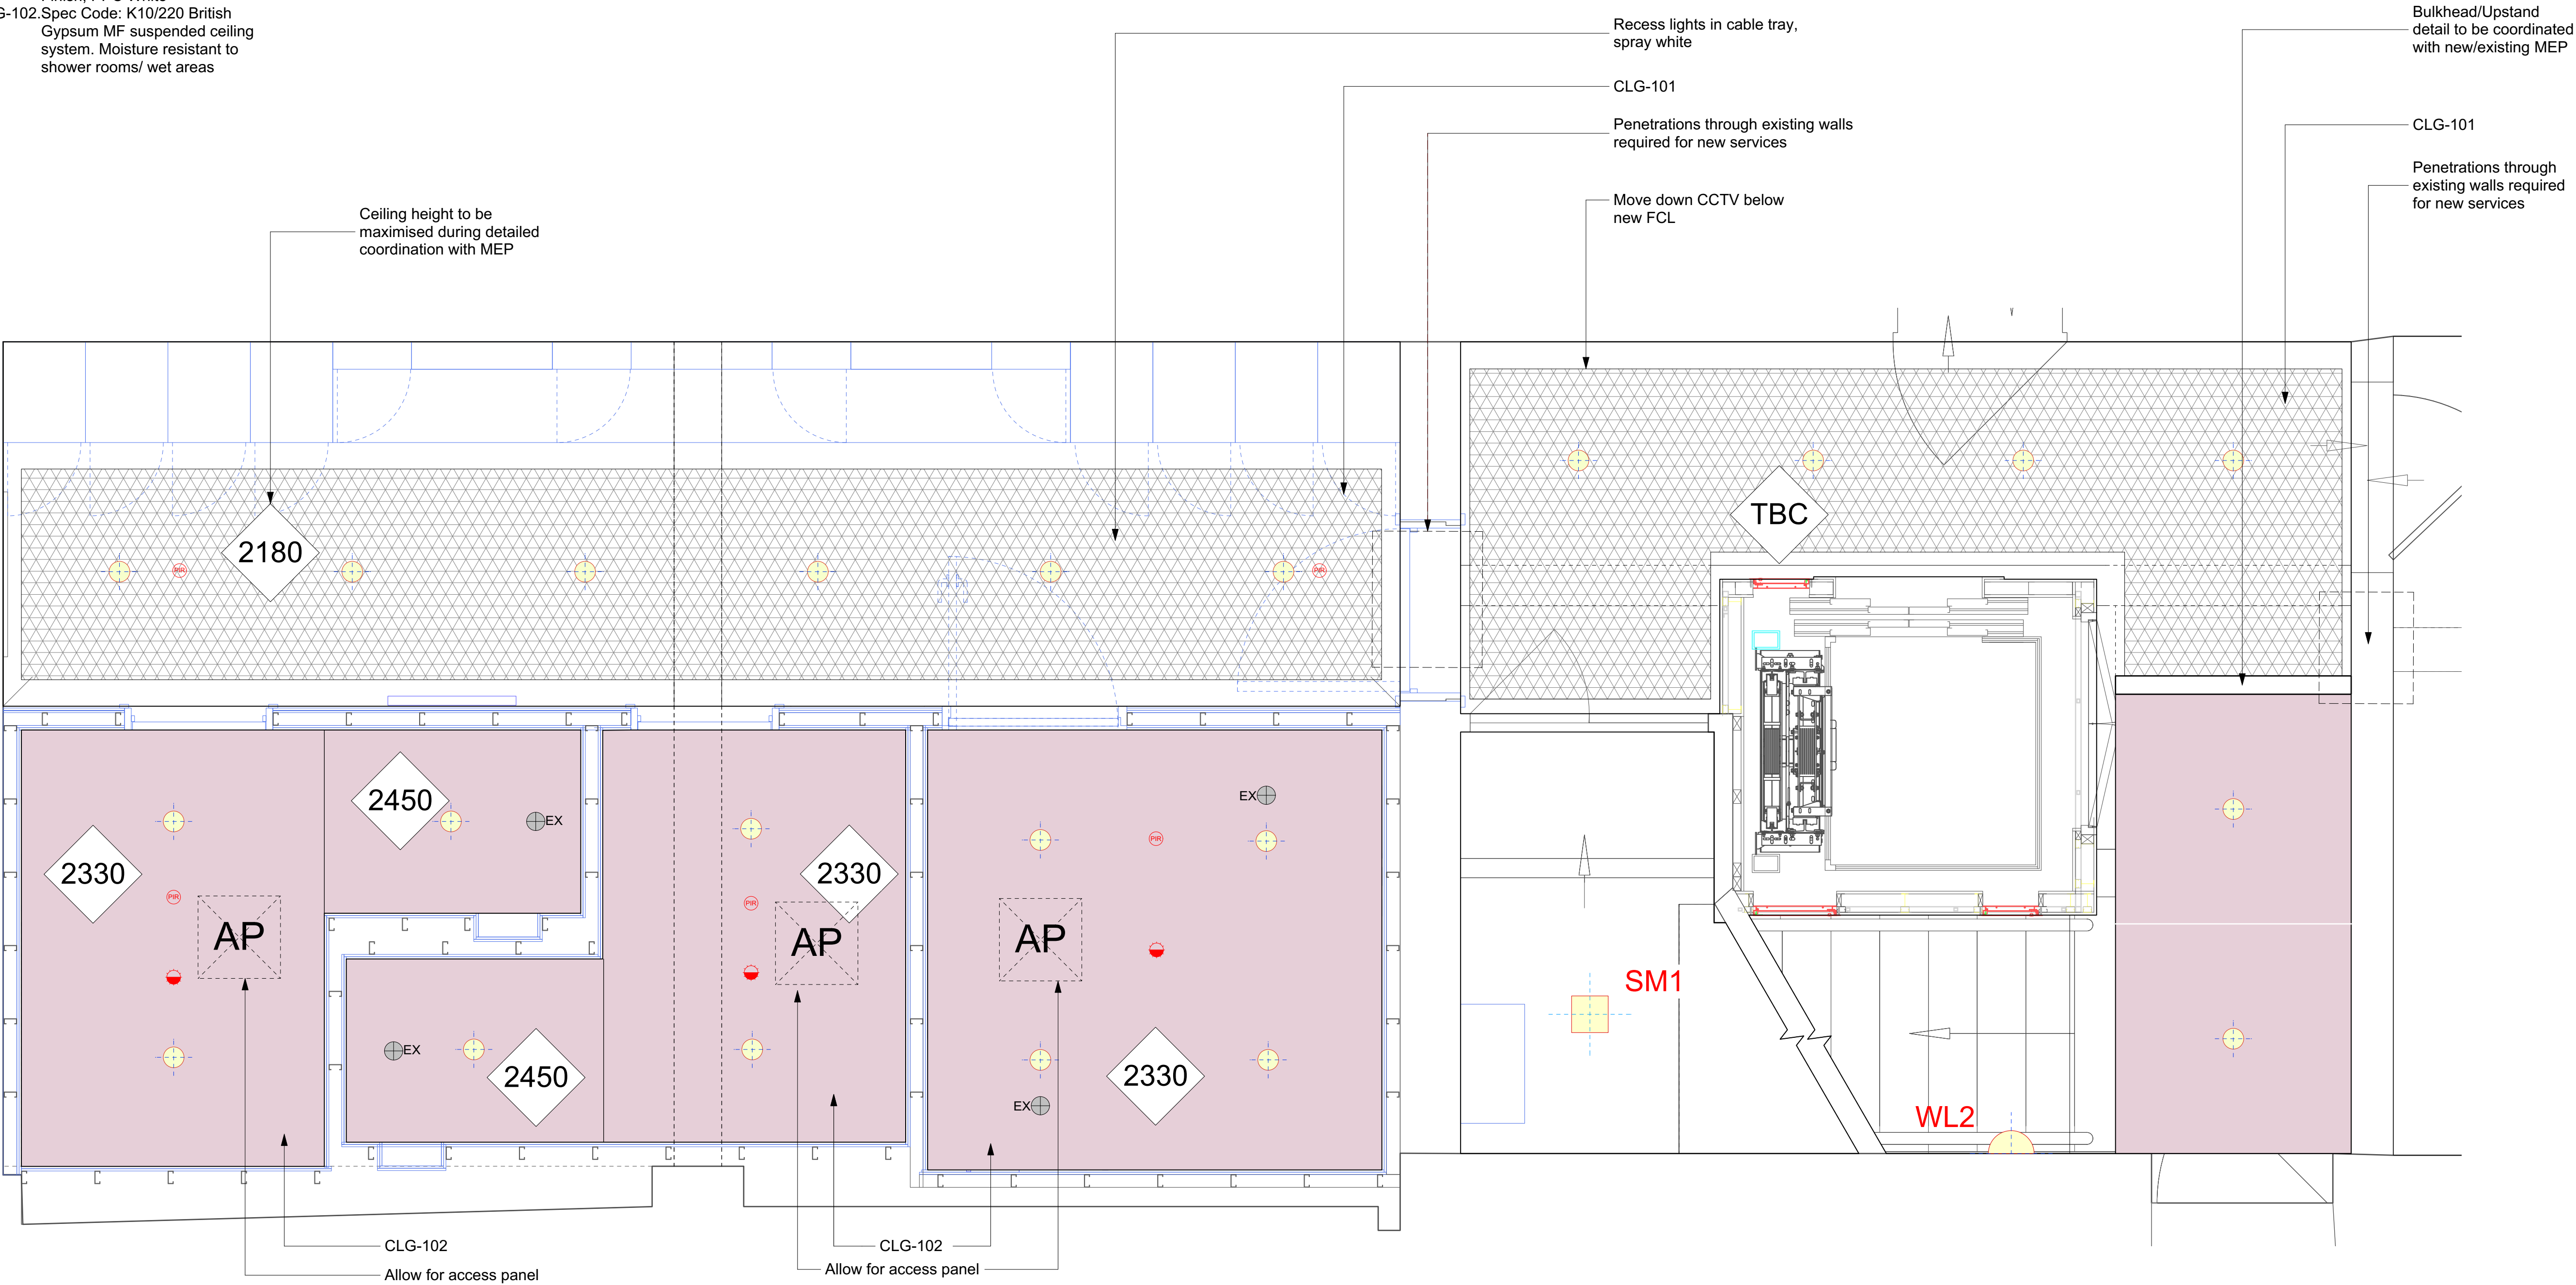 G-102.Spec Code: K10/220 British
Gypsum MF suspended ceiling
system. Moisture resistant to
shower rooms/ wet areas
Recess lights in cable tray,
spray white
CLG-101
Penetrations through existing walls
required for new services
Move down CCTV below
new FCL
Bulkhead/Upstand
detail to be coordinated
with new/existing MEP
CLG-101
Penetrations through
existing walls required
for new services
Ceiling height to be
maximised during detailed
coordination with MEP
2180
PIR
PIR
TBC
2330
2450
EX
PIR
AP
2450
EX
2330
PIR
AP
EX
PIR
AP
EX
2330
SM1
WL2
CLG-102
Allow for access panel
CLG-102
Allow for access panel